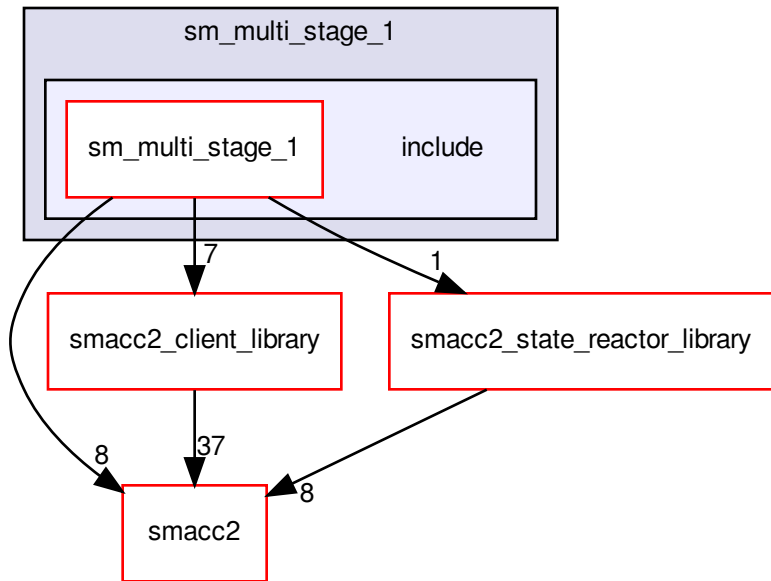 sm_multi_stage_1
sm_multi_stage_1
include
7
1
smacc2_client_library
smacc2_state_reactor_library
8
37
8
smacc2